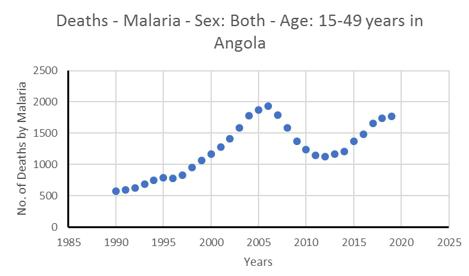 Deaths - Malaria - Sex: Both - Age: 15-49 years in
Angola
No. of Deaths by Malaria
2500
2000
1500
1000
500
0
1985 1990 1995 2000 2005 2010 2015 2020 2025
Years